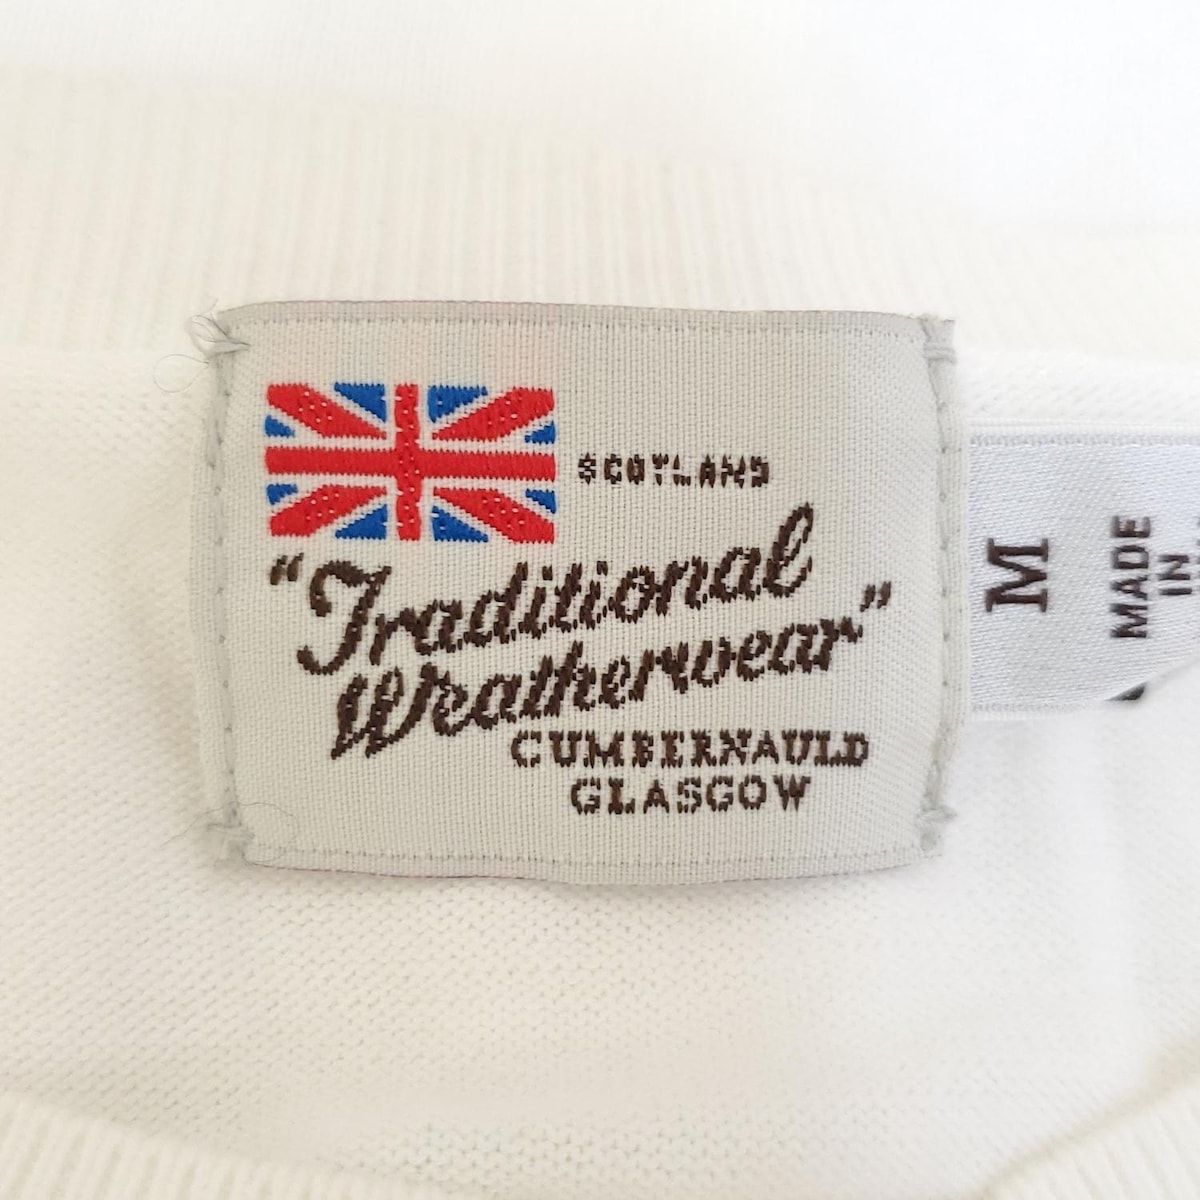 SCOTLAND
"Traditional
Weatherwear"
CUMBERNAULD
GLASGOW
M
MADE
IN